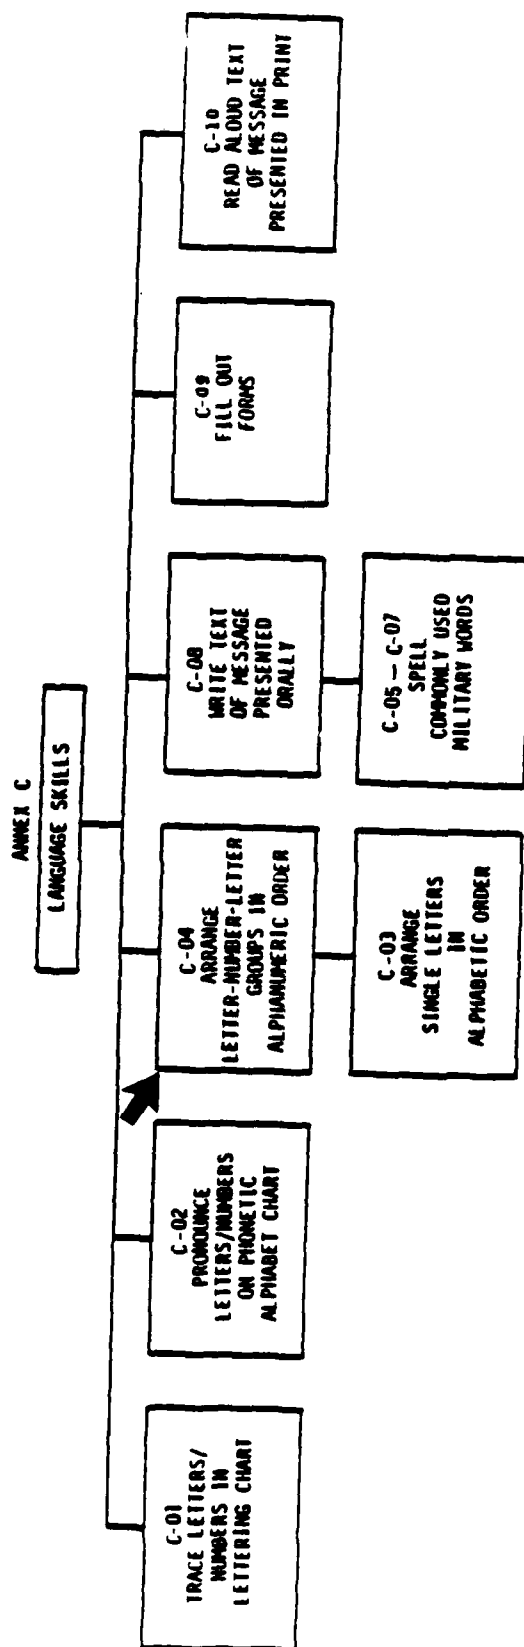 ANNEX C
LANGUAGE SKILLS
C-01
TRACE LETTERS/
NUMBERS IN
LETTERING CHART
C-02
PRONOUNCE
LETTERS/NUMBERS
ON PHONETIC
ALPHABET CHART
C-04
ARRANGE
LETTER-NUMBER-LETTER
GROUPS IN
ALPHANUMERIC ORDER
C-03
ARRANGE
SINGLE LETTERS
IN
ALPHABETIC ORDER
C-08
WRITE TEXT
OF MESSAGE
PRESENTED
ORALLY
C-05 — C-07
SPELL
COMMONLY USED
MILITARY WORDS
C-09
FILL OUT
FORMS
C-10
READ ALOUD TEXT
OF MESSAGE
PRESENTED IN PRINT